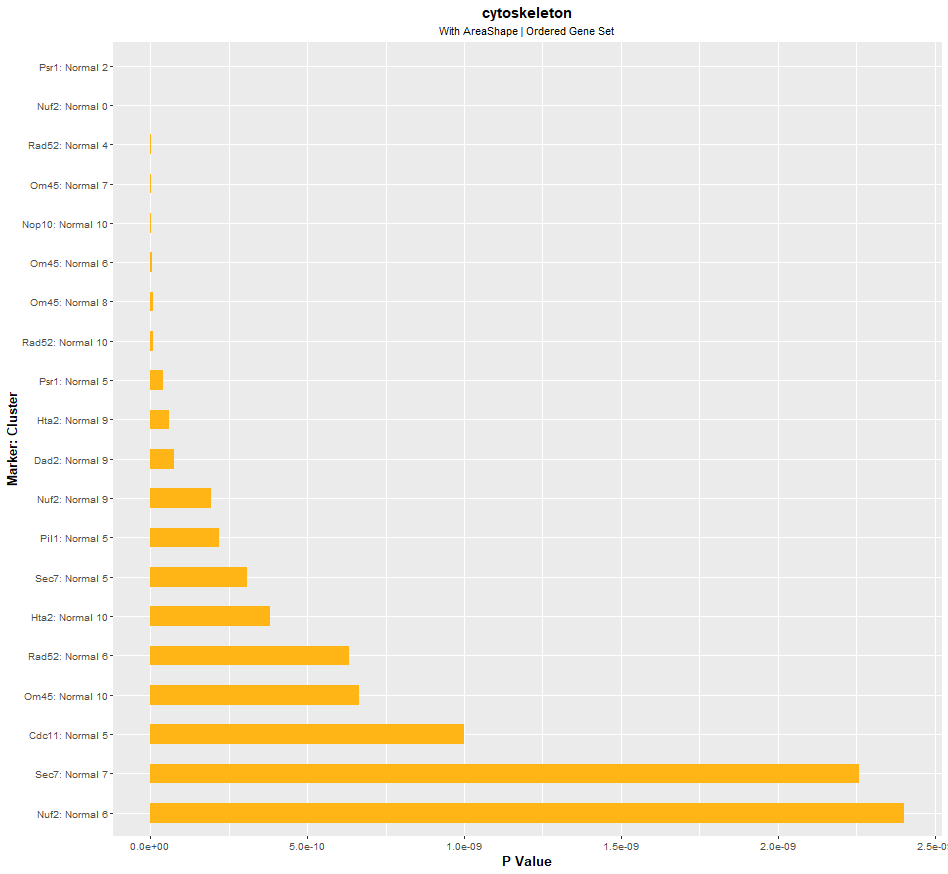 cytoskeleton
With AreaShape | Ordered Gene Set
Marker: Cluster
Psr1: Normal 2
Nuf2: Normal 0
Rad52: Normal 4
Om45: Normal 7
Nop10: Normal 10
Om45: Normal 6
Om45: Normal 8
Rad52: Normal 10
Psr1: Normal 5
Hta2: Normal 9
Dad2: Normal 9
Nuf2: Normal 9
Pil1: Normal 5
Sec7: Normal 5
Hta2: Normal 10
Rad52: Normal 6
Om45: Normal 10
Cdc11: Normal 5
Sec7: Normal 7
Nuf2: Normal 6
0.0e+00 5.0e-10 1.0e-09 1.5e-09 2.0e-09 2.5e-0
P Value